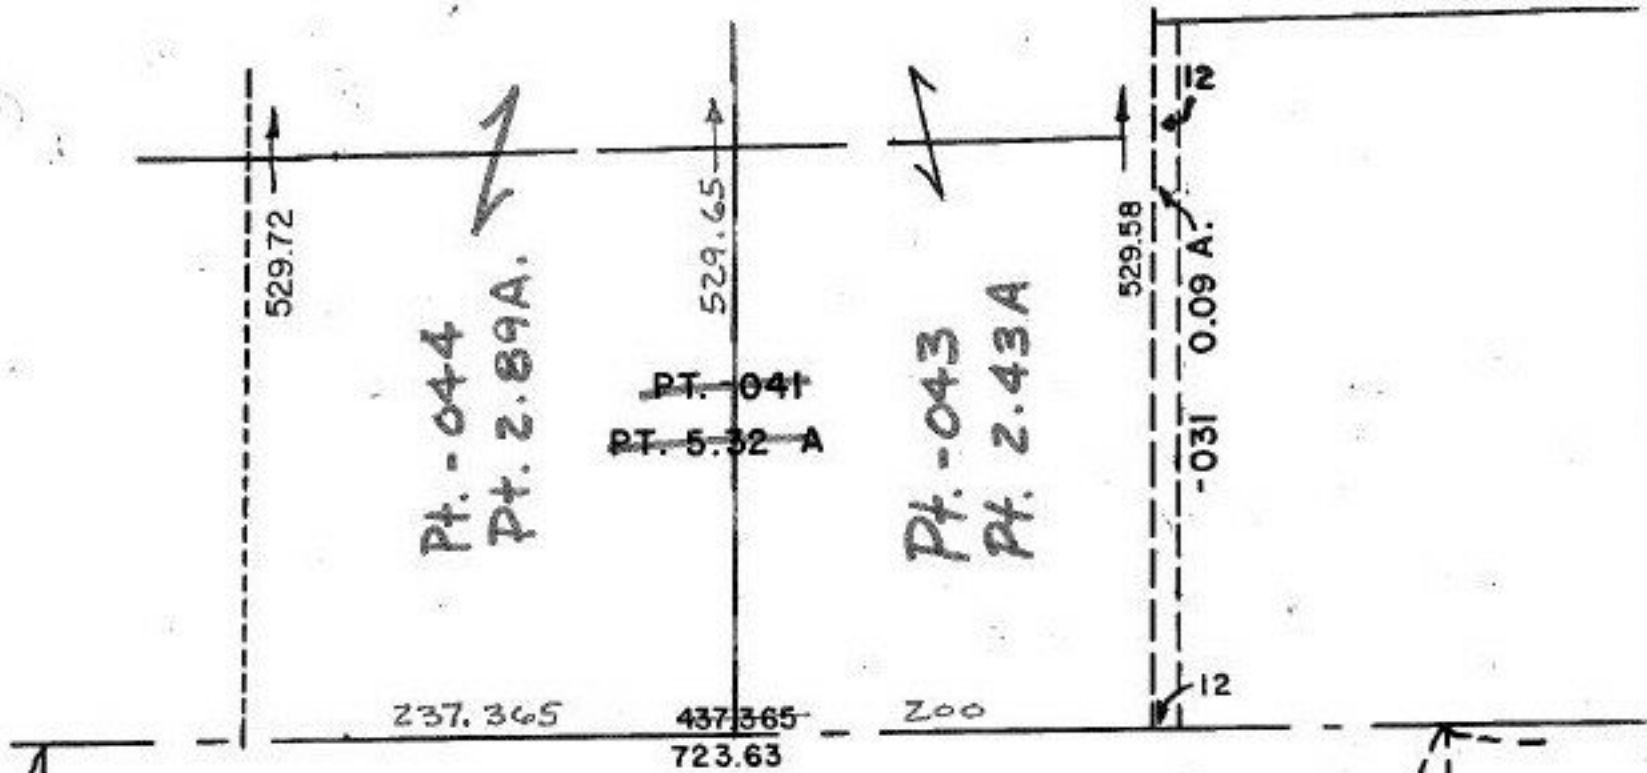 12
529.72
529.65
529.58
0.09 A.
-031
Pt. -044
Pt. 2.89A.
PT. -041
PT. 5.32 A
Pt. -043
Pt. 2.43A
12
237.365
437.365
200
723.63